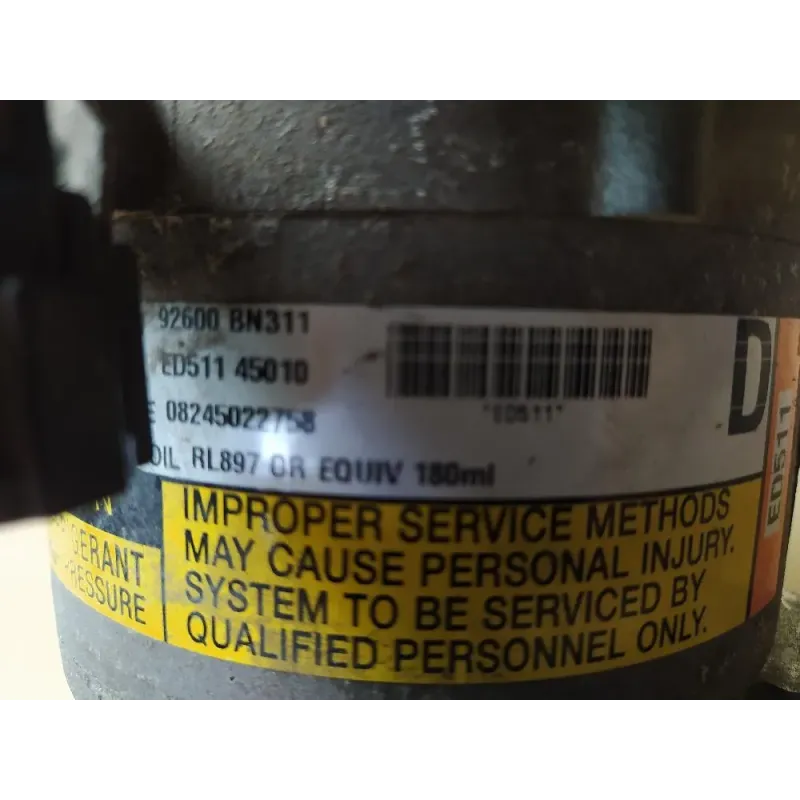 92600 BN311
ED511 45010
E 08245022758
OIL RL897 OR EQUIV 180ml
"ED511"
D
ED511
GERANT
PRESSURE
IMPROPER SERVICE METHODS
MAY CAUSE PERSONAL INJURY.
SYSTEM TO BE SERVICED BY
QUALIFIED PERSONNEL ONLY.